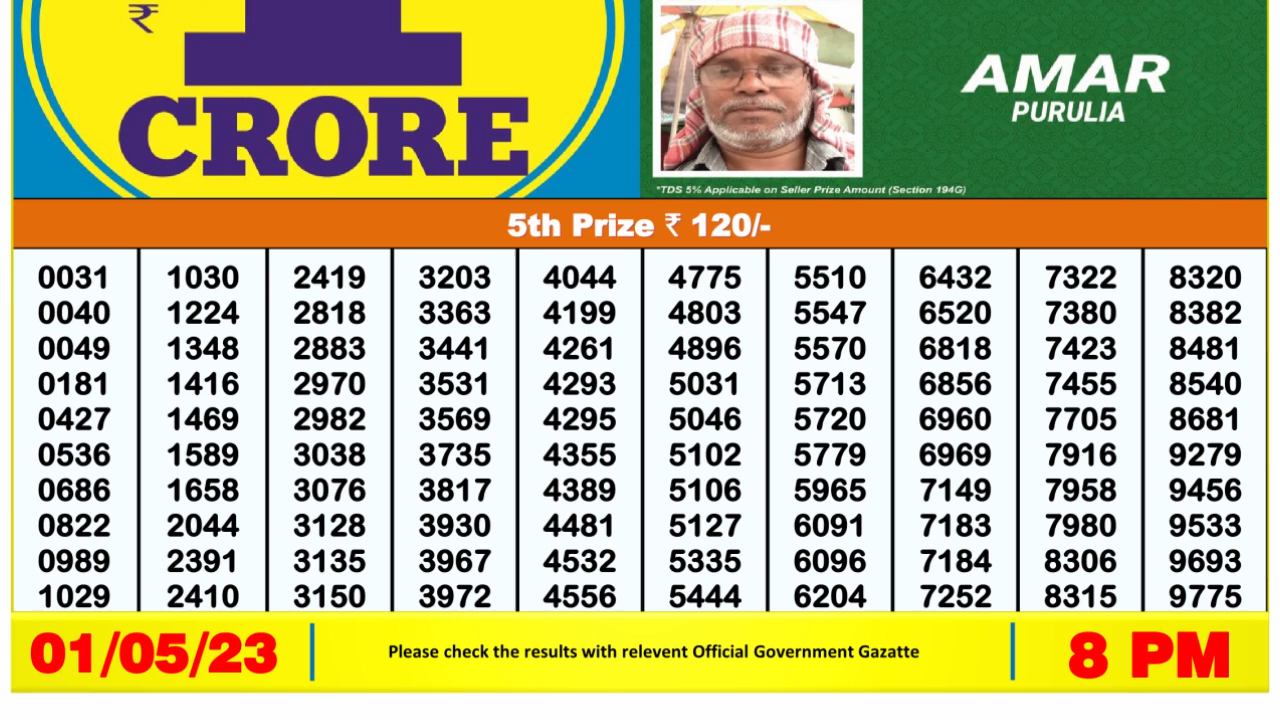 ₹
1
CRORE
AMAR
PURULIA
*TDS 5% Applicable on Seller Prize Amount (Section 194G)
5th Prize ₹ 120/-
0031 1030 2419 3203 4044 4775 5510 6432 7322 8320
0040 1224 2818 3363 4199 4803 5547 6520 7380 8382
0049 1348 2883 3441 4261 4896 5570 6818 7423 8481
0181 1416 2970 3531 4293 5031 5713 6856 7455 8540
0427 1469 2982 3569 4295 5046 5720 6960 7705 8681
0536 1589 3038 3735 4355 5102 5779 6969 7916 9279
0686 1658 3076 3817 4389 5106 5965 7149 7958 9456
0822 2044 3128 3930 4481 5127 6091 7183 7980 9533
0989 2391 3135 3967 4532 5335 6096 7184 8306 9693
1029 2410 3150 3972 4556 5444 6204 7252 8315 9775
01/05/23 Please check the results with relevent Official Government Gazatte 8 PM